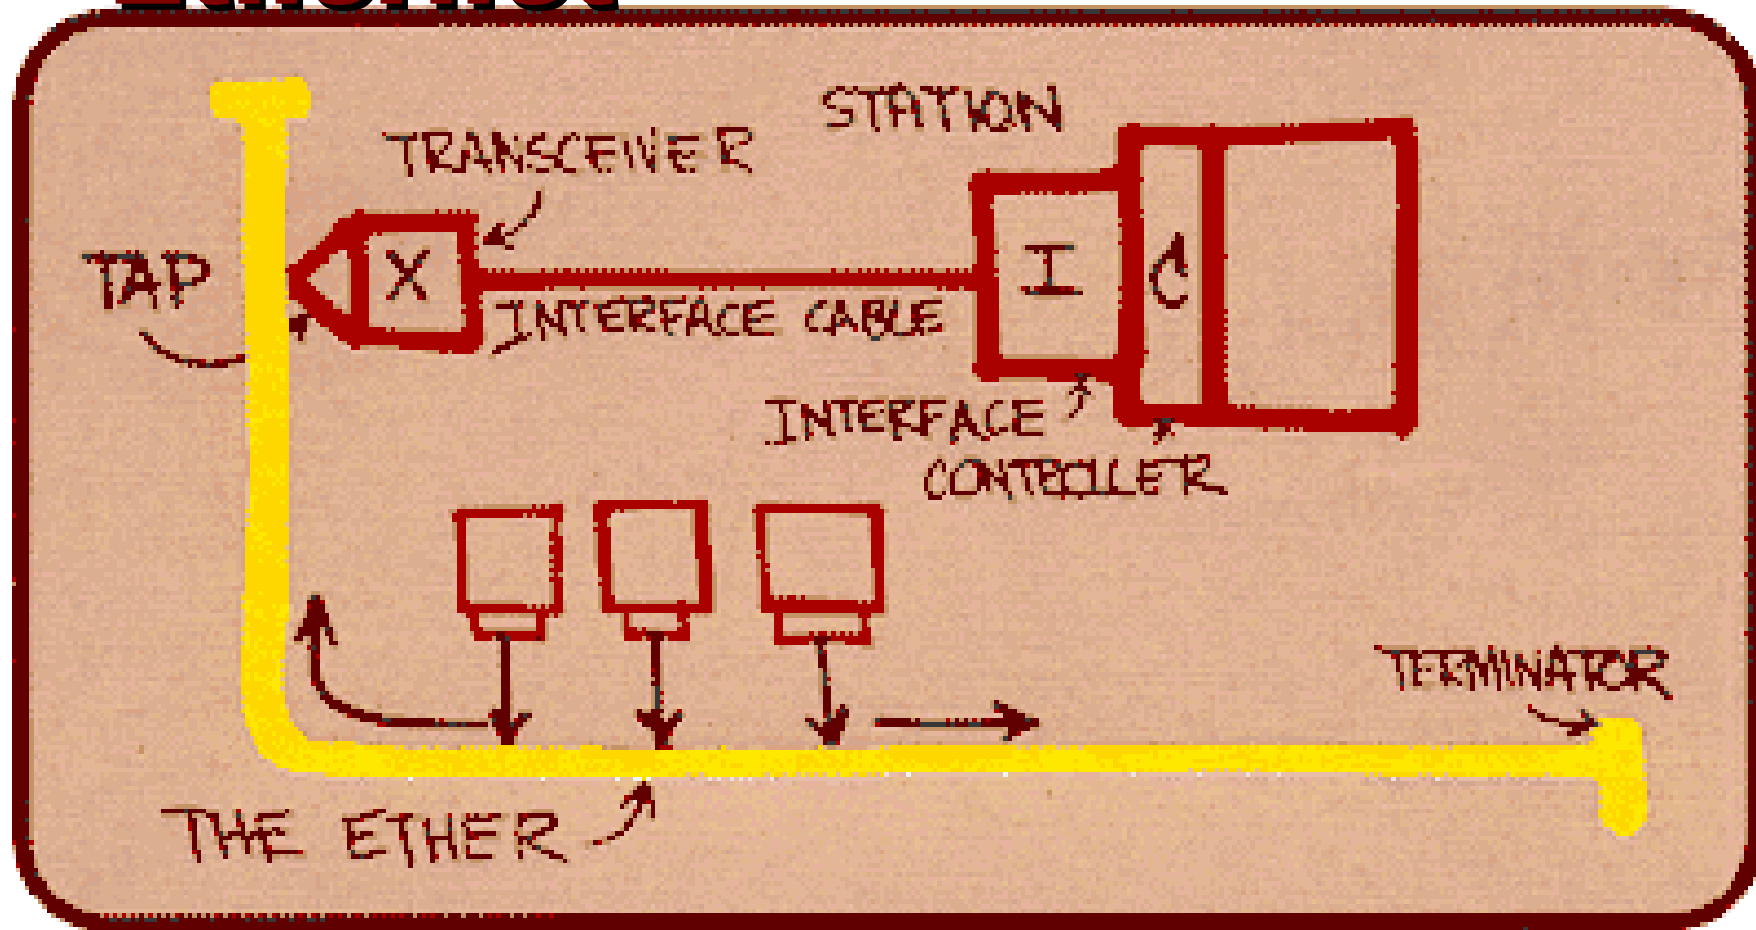 STATION
TRANSCEIVER
TAP
X
I
C
INTERFACE CABLE
INTERFACE
CONTROLLER
TERMINATOR
THE ETHER